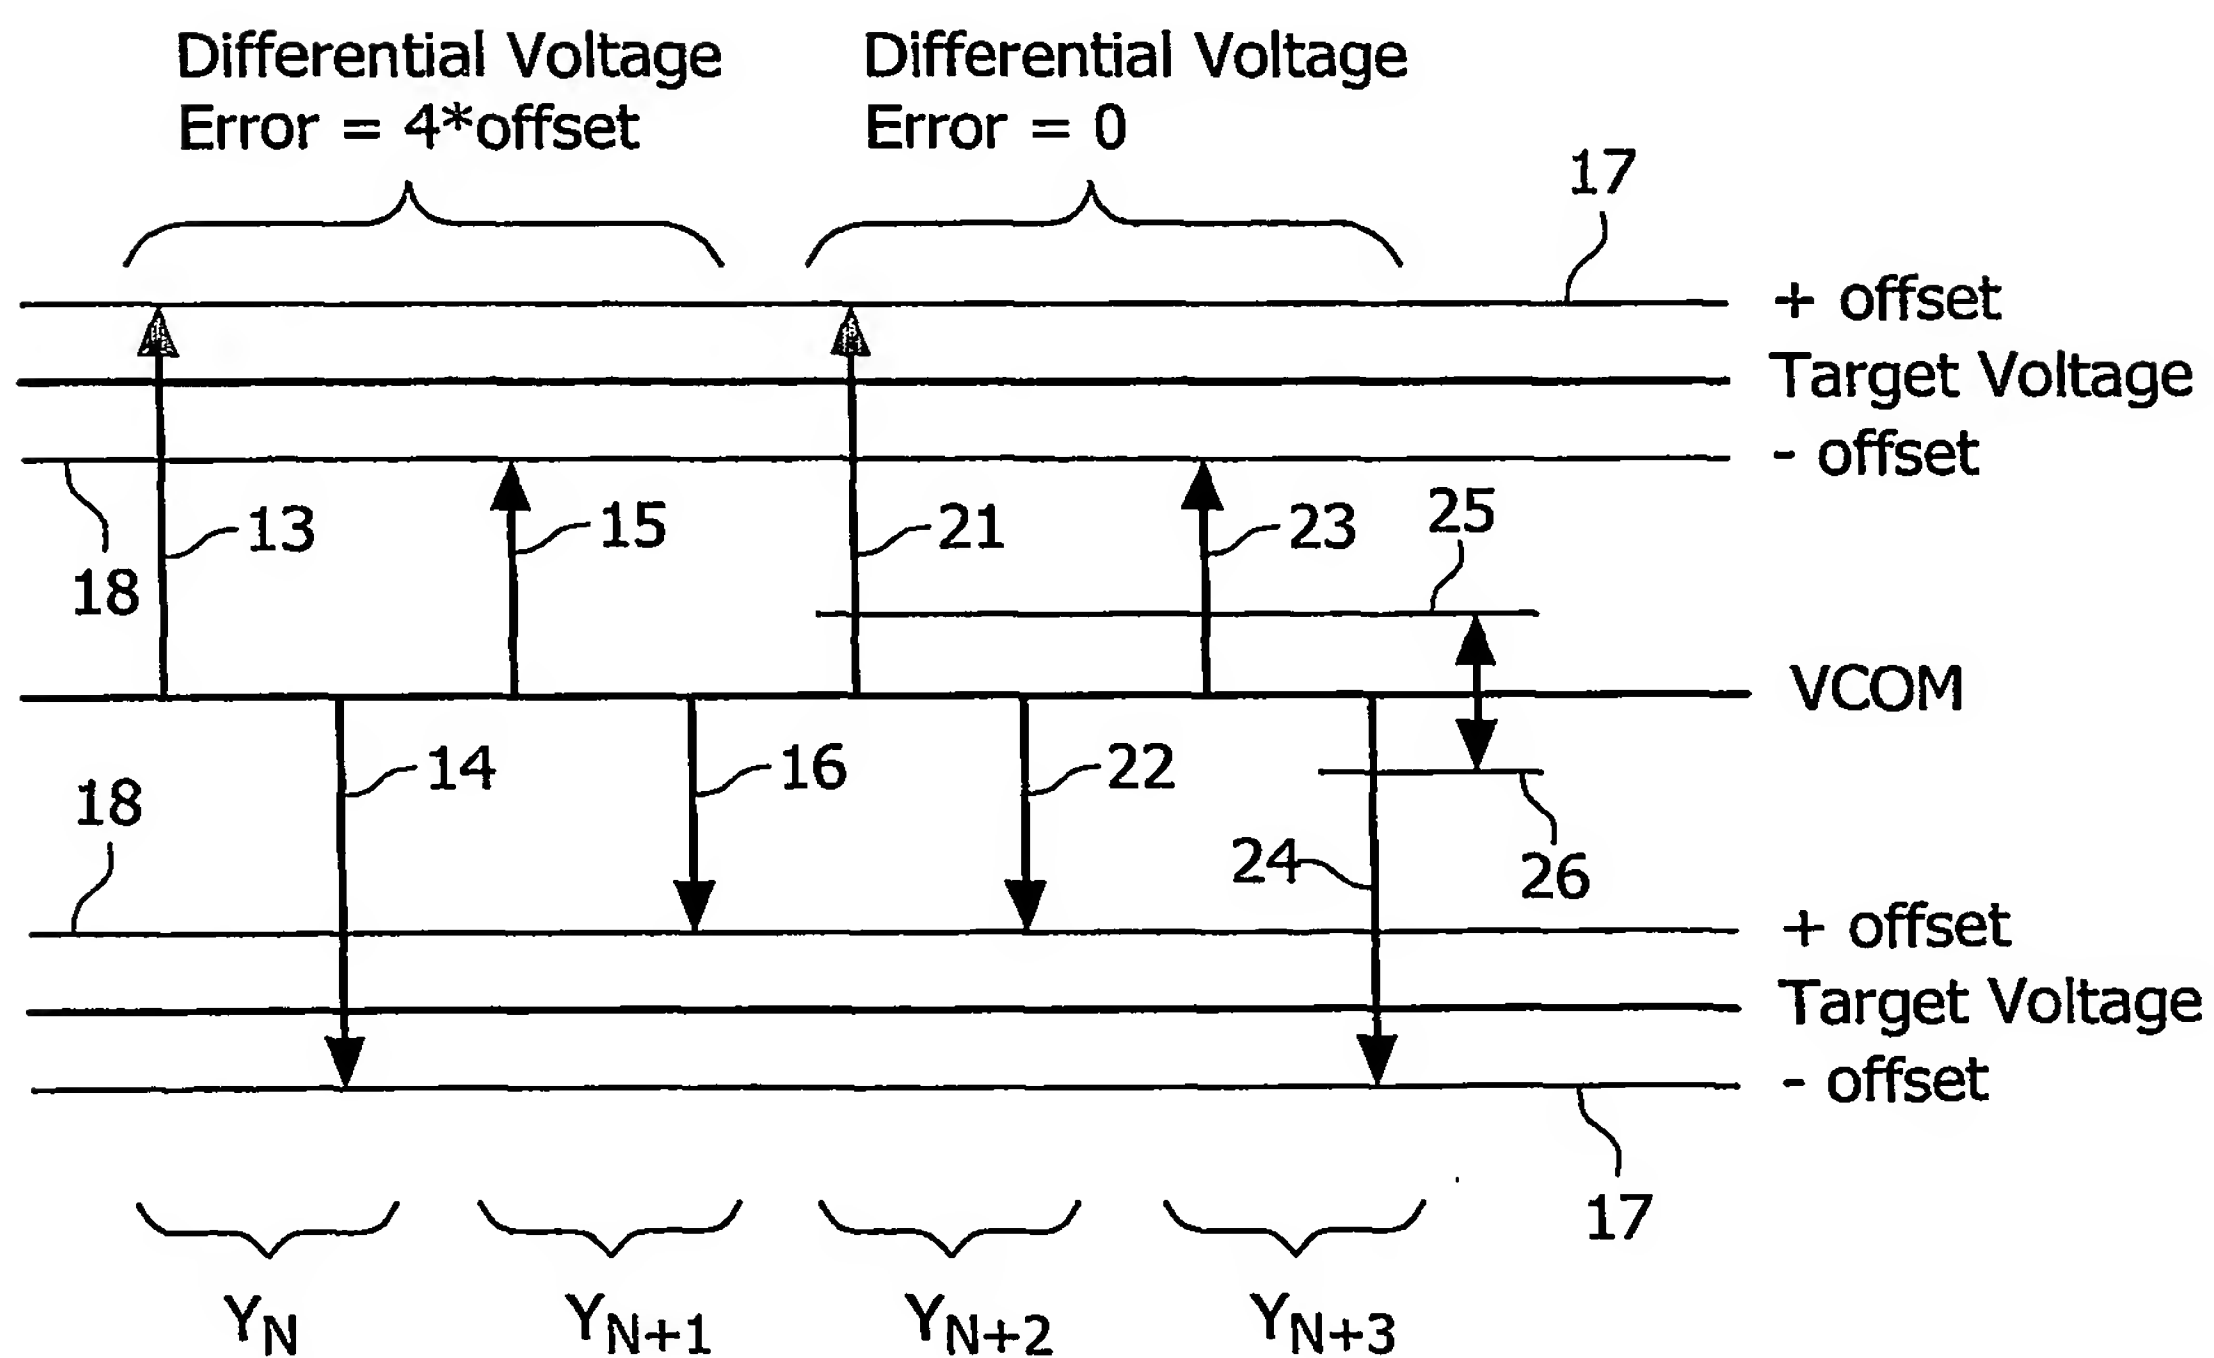 Differential Voltage
Error = 4*offset
Differential Voltage
Error = 0
17
+ offset
Target Voltage
- offset
18
13
15
21
23
25
VCOM
18
14
16
22
24
26
+ offset
Target Voltage
- offset
17
YN
YN+1
YN+2
YN+3